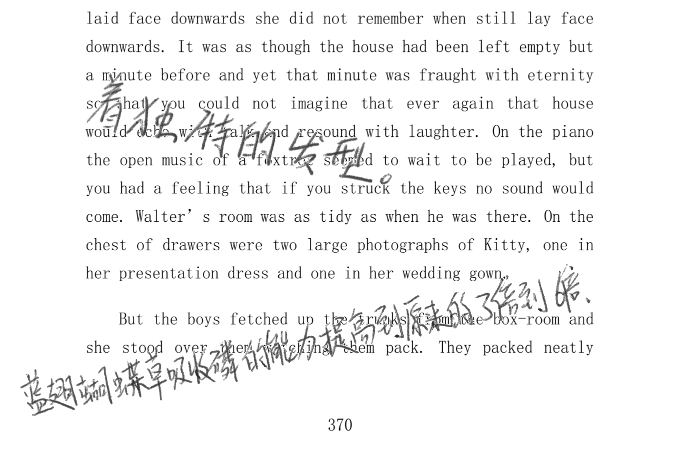 laid face downwards she did not remember when still lay face
downwards. It was as though the house had been left empty but
a minute before and yet that minute was fraught with eternity
so that you could not imagine that ever again that house
would echo with talk and resound with laughter. On the piano
着独特的发型。
the open music of a foxtrot seemed to wait to be played, but
you had a feeling that if you struck the keys no sound would
come. Walter’s room was as tidy as when he was there. On the
chest of drawers were two large photographs of Kitty, one in
her presentation dress and one in her wedding gown.
But the boys fetched up the trunks from the box-room and
she stood over them watching them pack. They packed neatly
蓝翅蝴蝶草吸收磷的能力提高到原来的3倍到6倍、
370